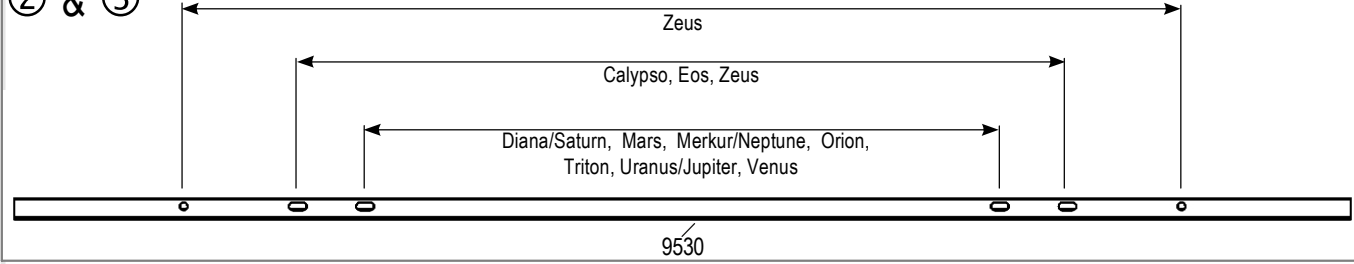 ② & ③
Zeus
Calypso, Eos, Zeus
Diana/Saturn, Mars, Merkur/Neptune, Orion,
Triton, Uranus/Jupiter, Venus
9530